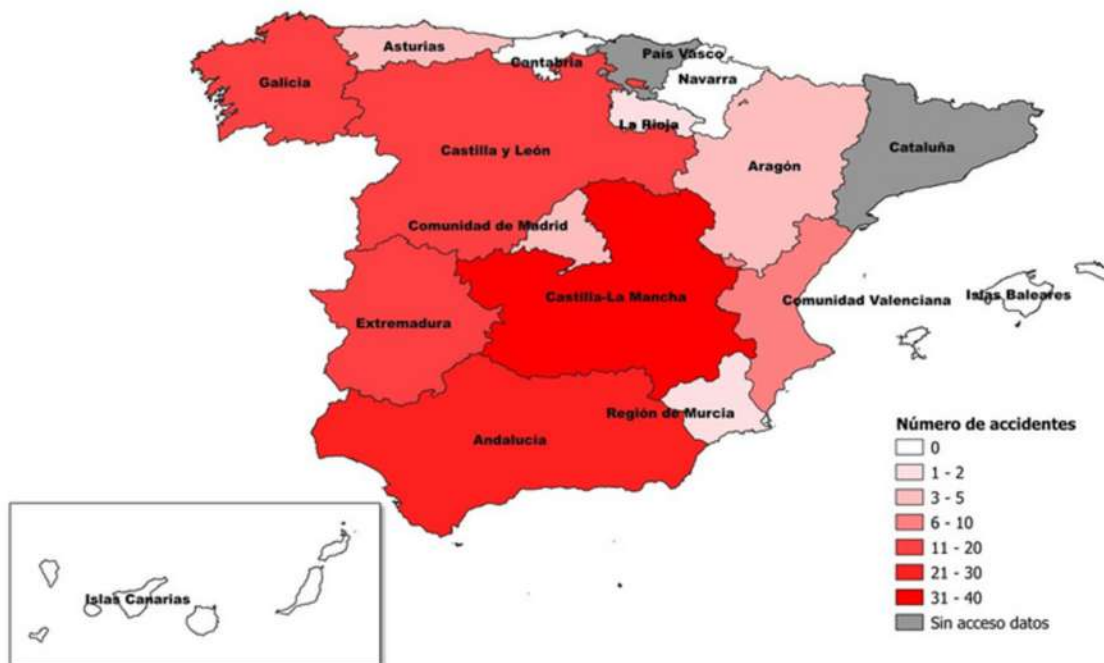 Asturias
Cantabria
País Vasco
Navarra
Galicia
La Rioja
Castilla y León
Aragón
Cataluña
Comunidad de Madrid
Castilla-La Mancha
Comunidad Valenciana
Islas Baleares
Extremadura
Región de Murcia
Andalucía
Islas Canarias
Número de accidentes
0
1 - 2
3 - 5
6 - 10
11 - 20
21 - 30
31 - 40
Sin acceso datos